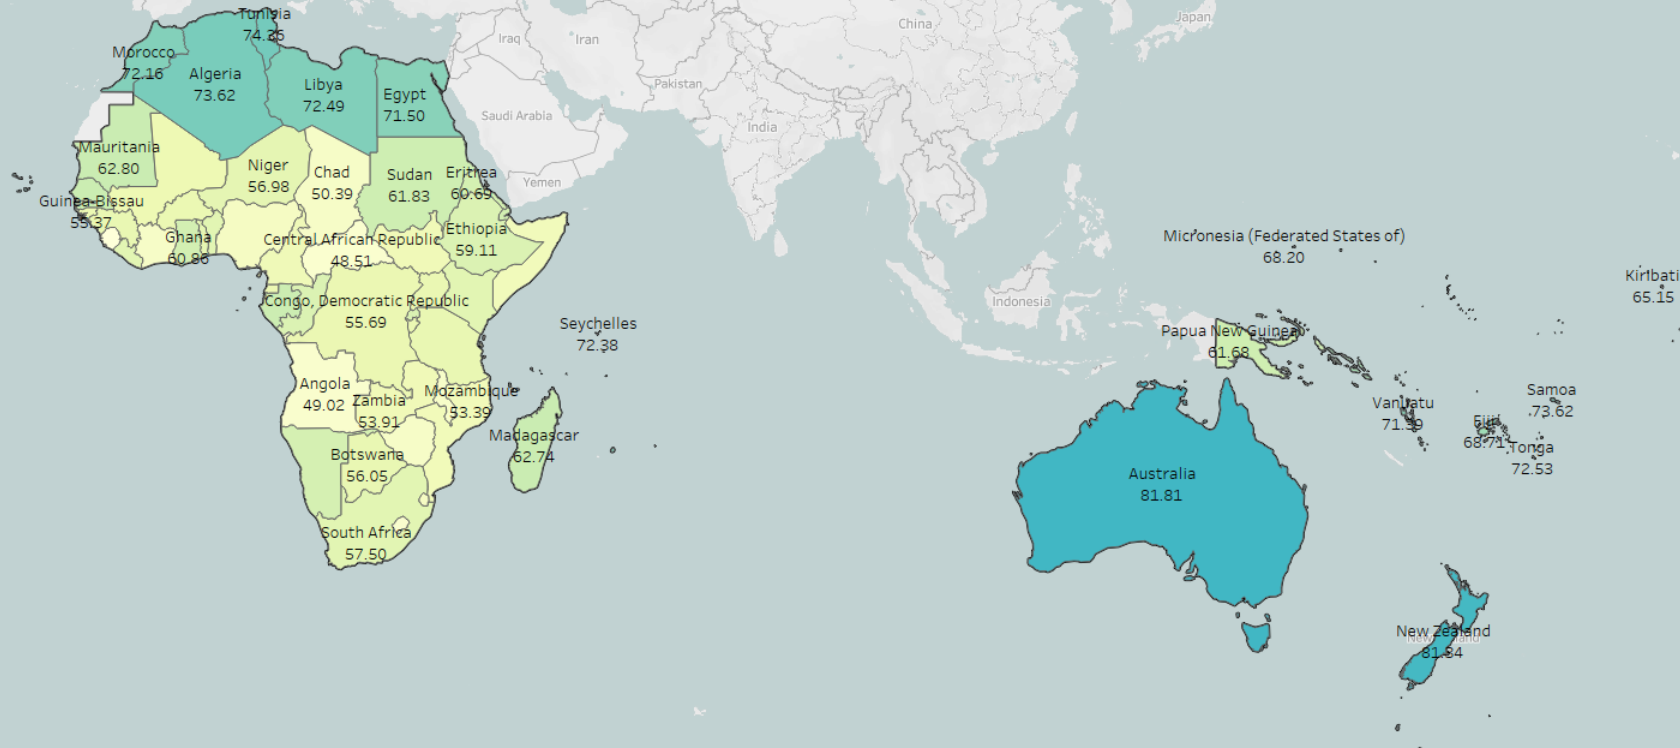 Tunisia
74.35
Morocco
72.16
Algeria
73.62
Libya
72.49
Egypt
71.50
Mauritania
62.80
Niger
56.98
Chad
50.39
Sudan
61.83
Eritrea
60.69
Guinea-Bissau
55.37
Ghana
60.86
Central African Republic
48.51
Ethiopia
59.11
Congo, Democratic Republic
55.69
Seychelles
72.38
Angola
49.02
Zambia
53.91
Mozambique
53.39
Madagascar
62.74
Botswana
56.05
South Africa
57.50
Iraq
Iran
Saudi Arabia
Yemen
Pakistan
India
China
Japan
Indonesia
Micronesia (Federated States of)
68.20
Kiribati
65.15
Papua New Guinea
61.68
Australia
81.81
Vanuatu
71.39
Fiji
68.71
Samoa
73.62
Tonga
72.53
New Zealand
81.34